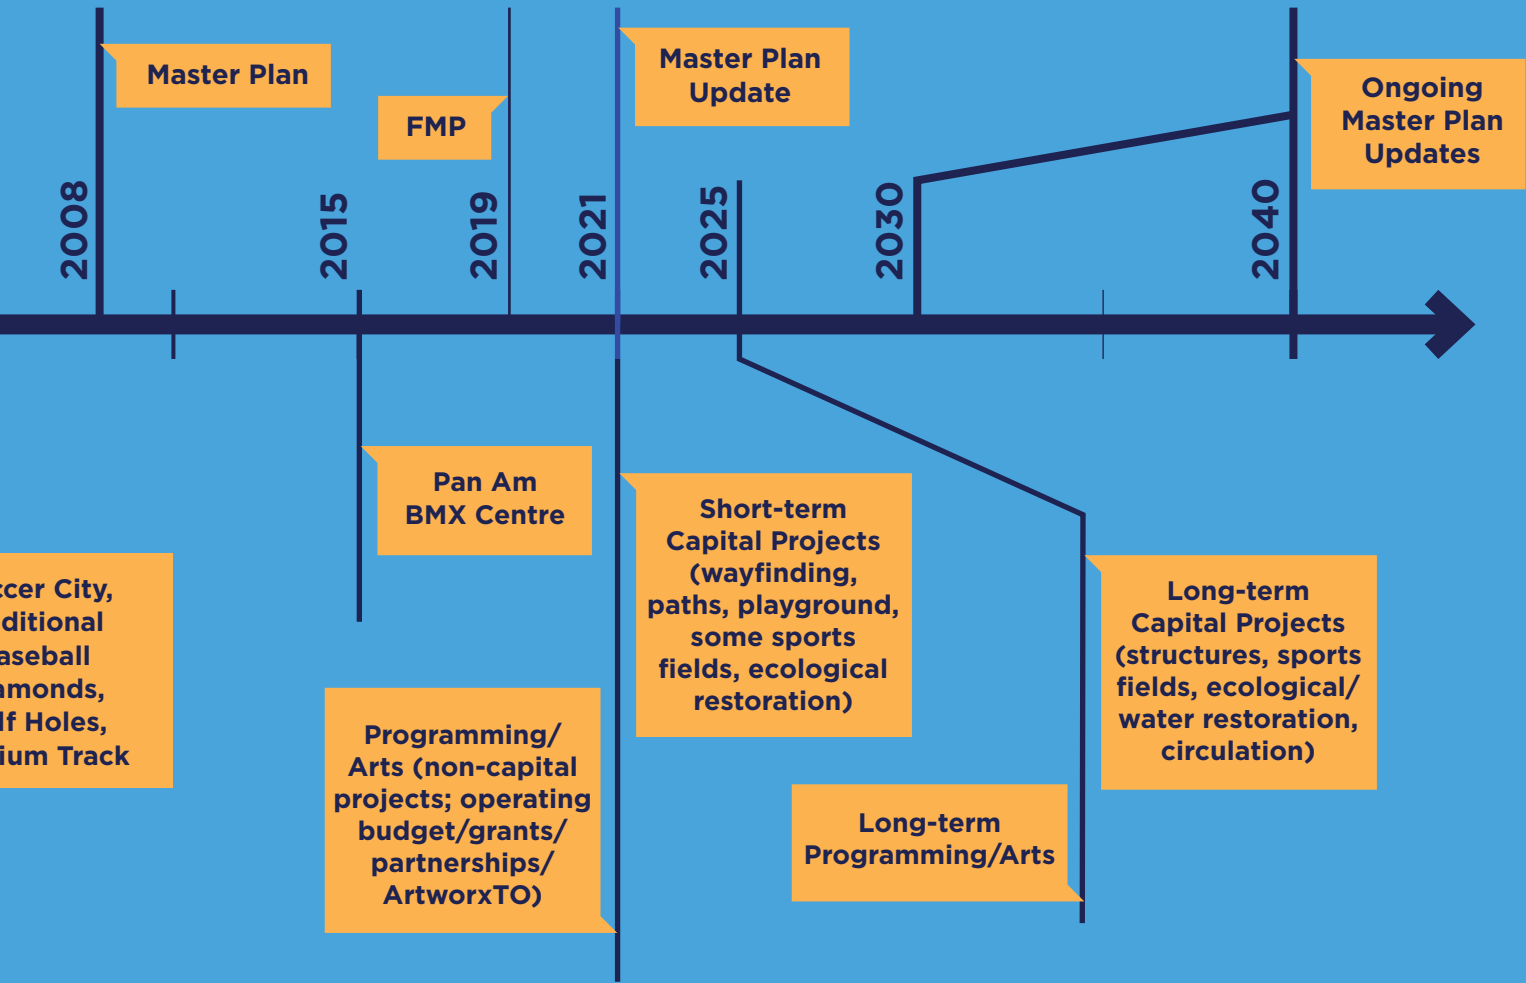 2008
Master Plan
2015
FMP
2019
2021
Master Plan
Update
2025
2030
2040
Ongoing
Master Plan
Updates
City,
Holes,
Track
Pan Am
BMX Centre
Programming/
Arts (non-capital
projects; operating
budget/grants/
partnerships/
ArtworxTO)
Short-term
Capital Projects
(wayfinding,
paths, playground,
some sports
fields, ecological
restoration)
Long-term
Programming/Arts
Long-term
Capital Projects
(structures, sports
fields, ecological/
water restoration,
circulation)